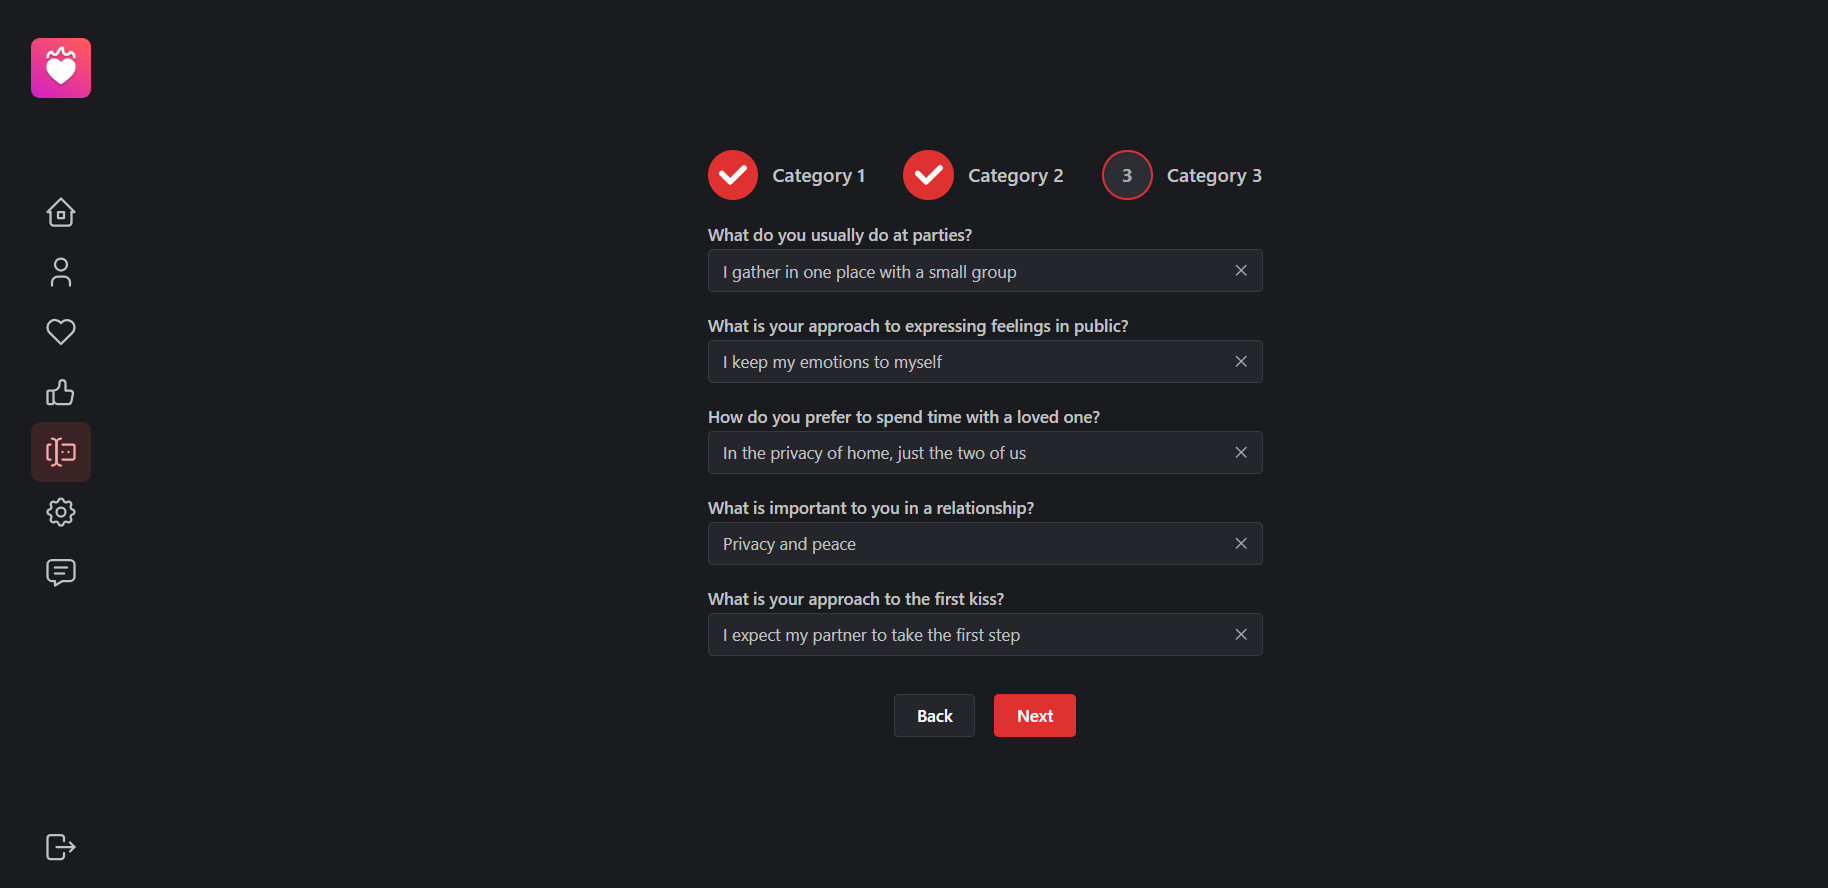 Category 1
Category 2
3
Category 3
What do you usually do at parties?
I gather in one place with a small group
What is your approach to expressing feelings in public?
I keep my emotions to myself
How do you prefer to spend time with a loved one?
In the privacy of home, just the two of us
What is important to you in a relationship?
Privacy and peace
What is your approach to the first kiss?
I expect my partner to take the first step
Back
Next